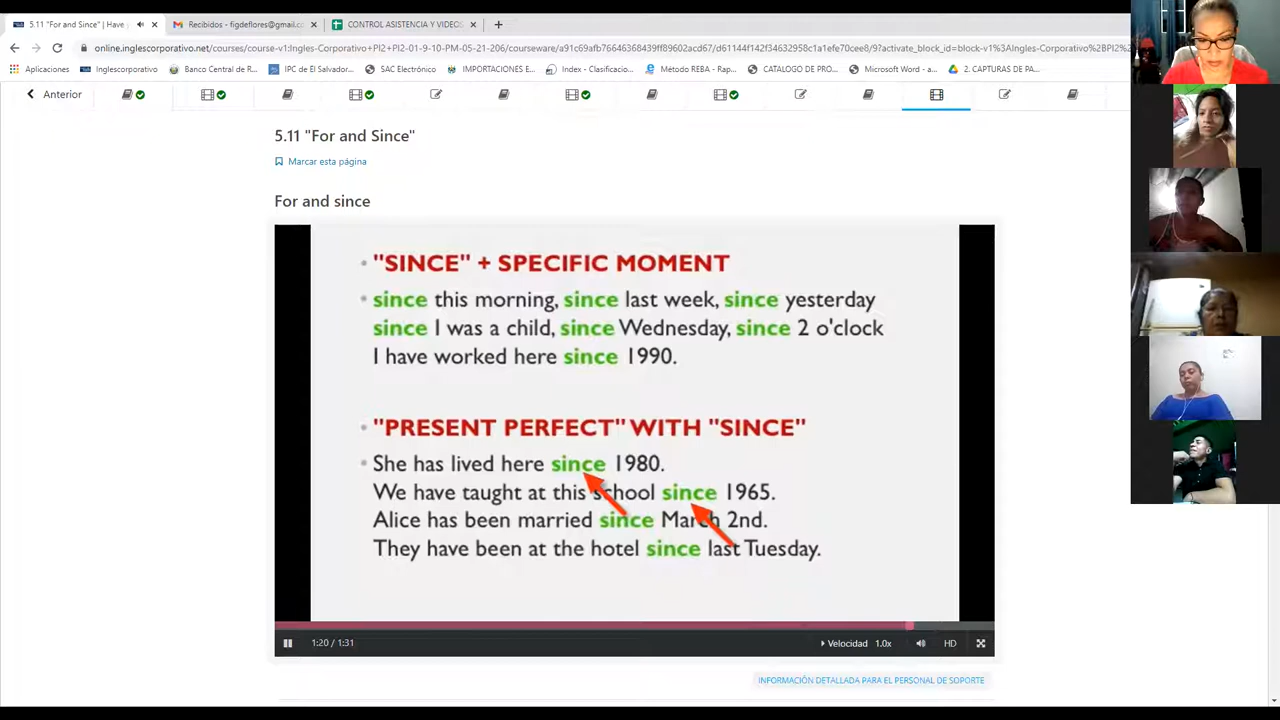 5.11 "For and Since" | Have y
Recibidos - figdeflores@gmail.co
CONTROL ASISTENCIA Y VIDEOS
online.inglescorporativo.net/courses/course-v1:Ingles-Corporativo+PI2+PI2-01-9-10-PM-05-21-20/courseware/a91c69afb76646368439ff89602acd67/d61144f142f34632958c1a1efe70cee8/9?activate_block_id=block-v1%3AIngles-Corporativo%2BPI2%
Aplicaciones
Inglescorporativo
Banco Central de R...
IPC de El Salvador...
SAC Electrónico
IMPORTACIONES E...
Index - Clasificacio...
Método REBA - Rap...
CATALOGO DE PRO...
Microsoft Word - a...
2. CAPTURAS DE PA...
Anterior
5.11 "For and Since"
Marcar esta página
For and since
• "SINCE" + SPECIFIC MOMENT
• since this morning, since last week, since yesterday
since I was a child, since Wednesday, since 2 o'clock
I have worked here since 1990.
• "PRESENT PERFECT" WITH "SINCE"
• She has lived here since 1980.
We have taught at this school since 1965.
Alice has been married since March 2nd.
They have been at the hotel since last Tuesday.
1:20 / 1:31
Velocidad 1.0x
HD
INFORMACIÓN DETALLADA PARA EL PERSONAL DE SOPORTE